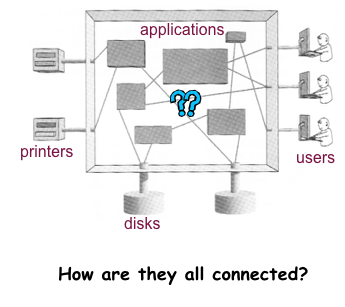 applications
??
printers
users
disks
How are they all connected?